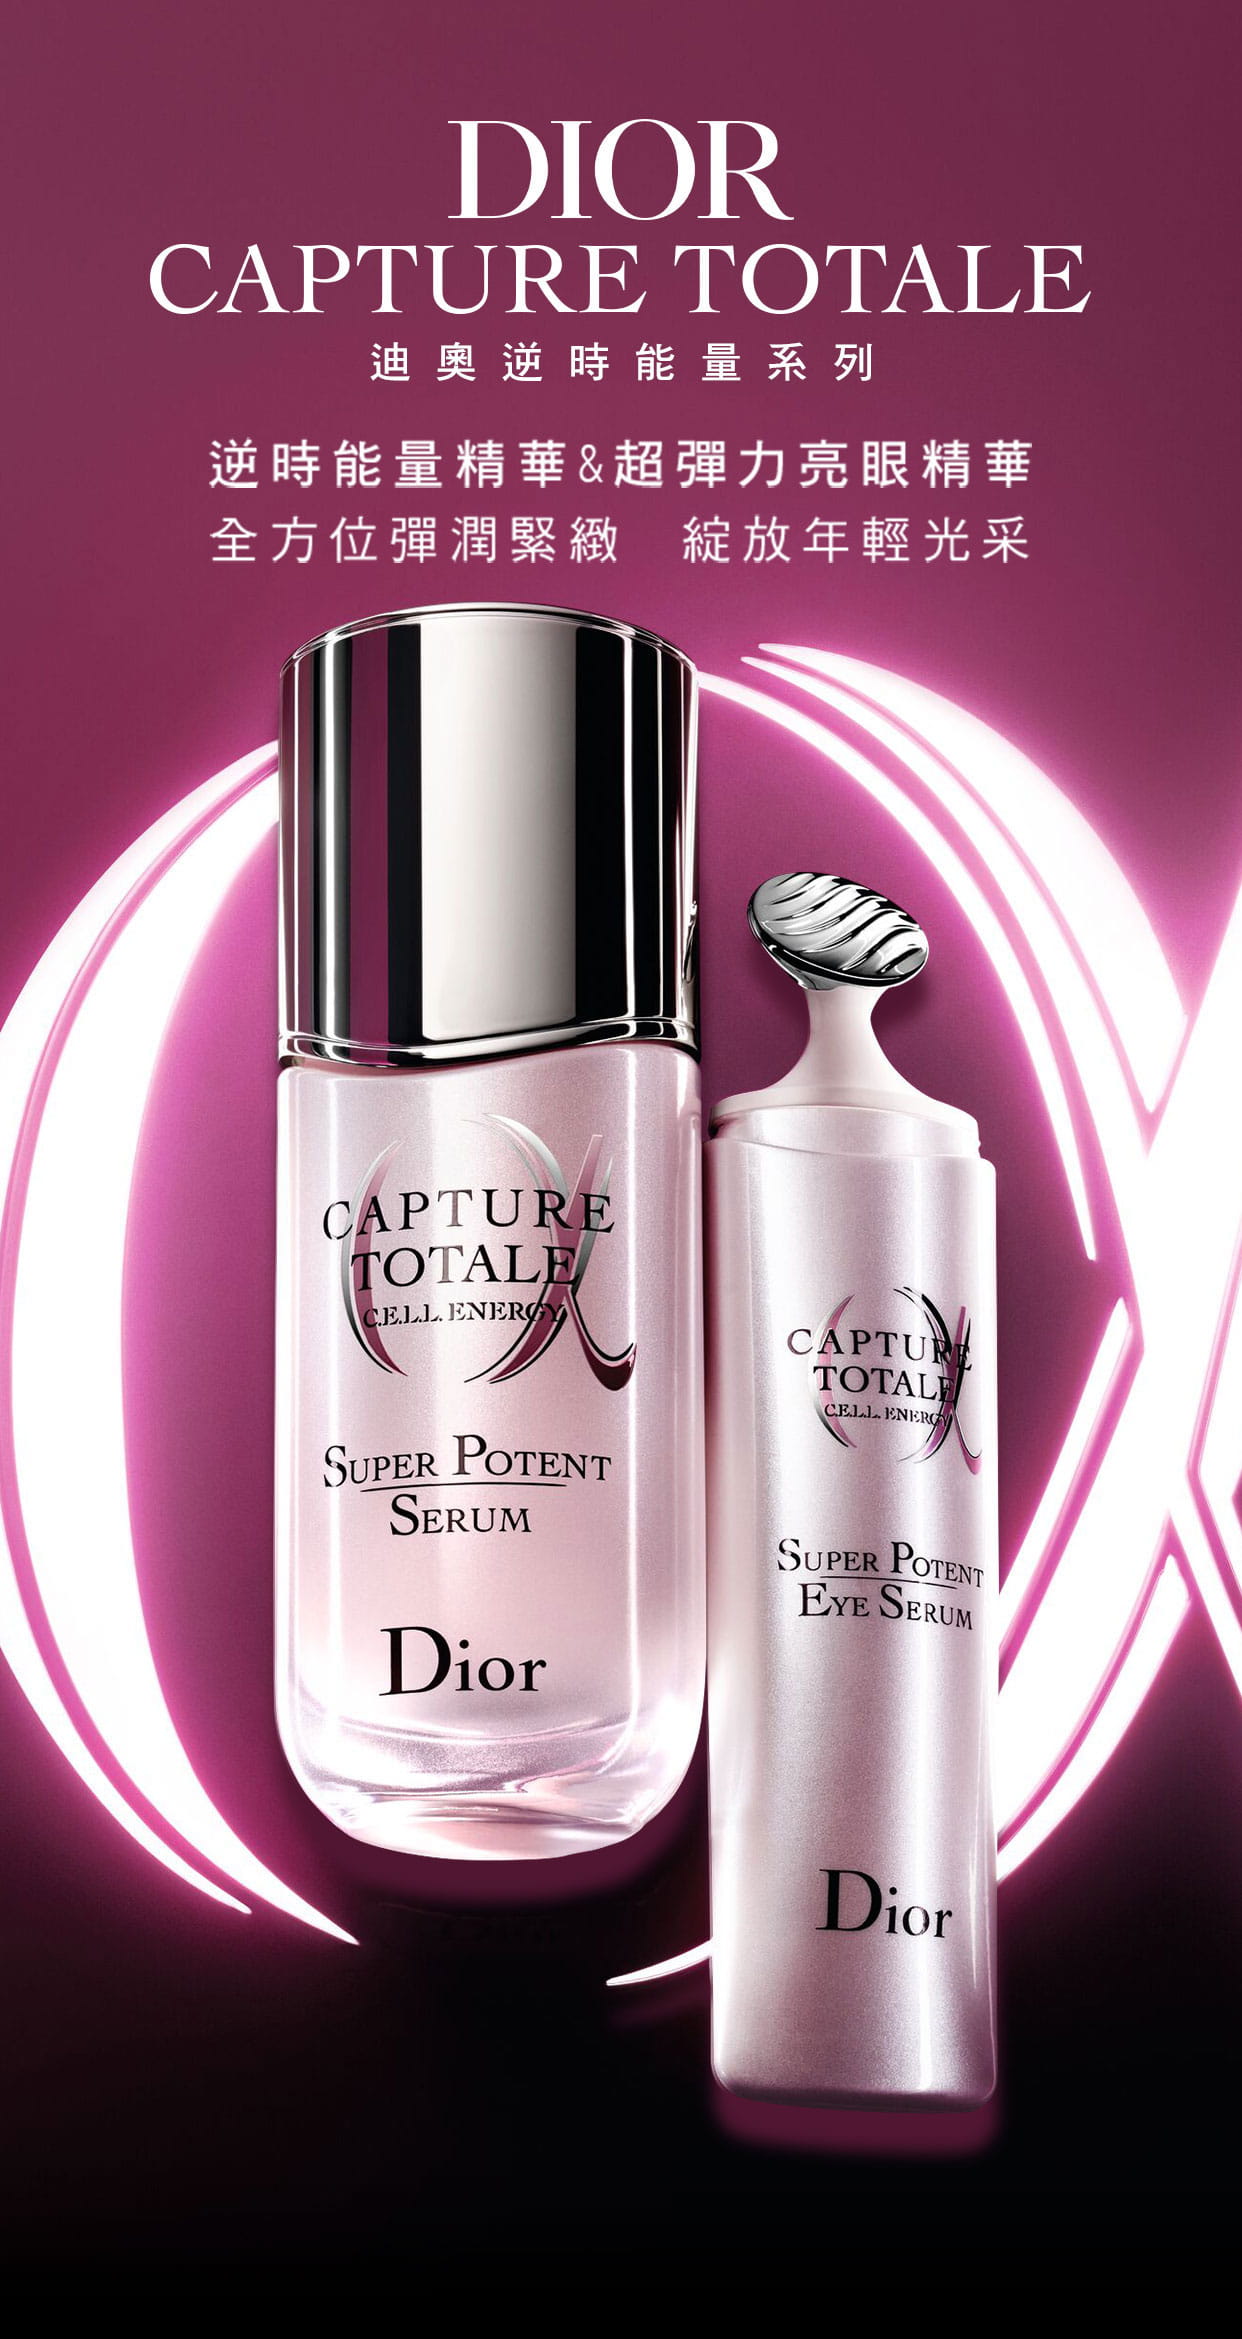 DIOR
CAPTURE TOTALE
迪奧逆時能量系列
逆時能量精華&超彈力亮眼精華
全方位彈潤緊緻 綻放年輕光采
CAPTURE
TOTALE
C.E.L.L. ENERGY
SUPER POTENT
SERUM
Dior
CAPTURE
TOTALE
C.E.L.L. ENERGY
SUPER POTENT
EYE SERUM
Dior